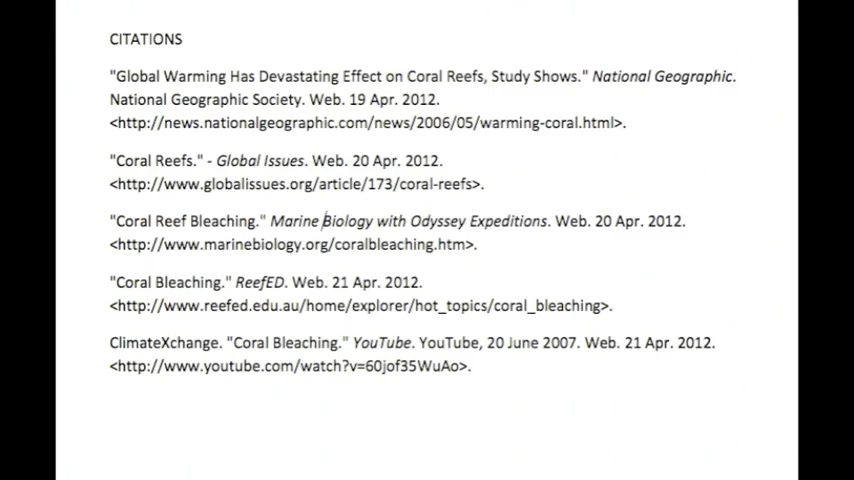 CITATIONS
"Global Warming Has Devastating Effect on Coral Reefs, Study Shows." National Geographic.
National Geographic Society. Web. 19 Apr. 2012.
<http://news.nationalgeographic.com/news/2006/05/warming-coral.html>.
"Coral Reefs." - Global Issues. Web. 20 Apr. 2012.
<http://www.globalissues.org/article/173/coral-reefs>.
"Coral Reef Bleaching." Marine Biology with Odyssey Expeditions. Web. 20 Apr. 2012.
<http://www.marinebiology.org/coralbleaching.htm>.
"Coral Bleaching." ReefED. Web. 21 Apr. 2012.
<http://www.reefed.edu.au/home/explorer/hot_topics/coral_bleaching>.
ClimateXchange. "Coral Bleaching." YouTube. YouTube, 20 June 2007. Web. 21 Apr. 2012.
<http://www.youtube.com/watch?v=60jof35WuAo>.